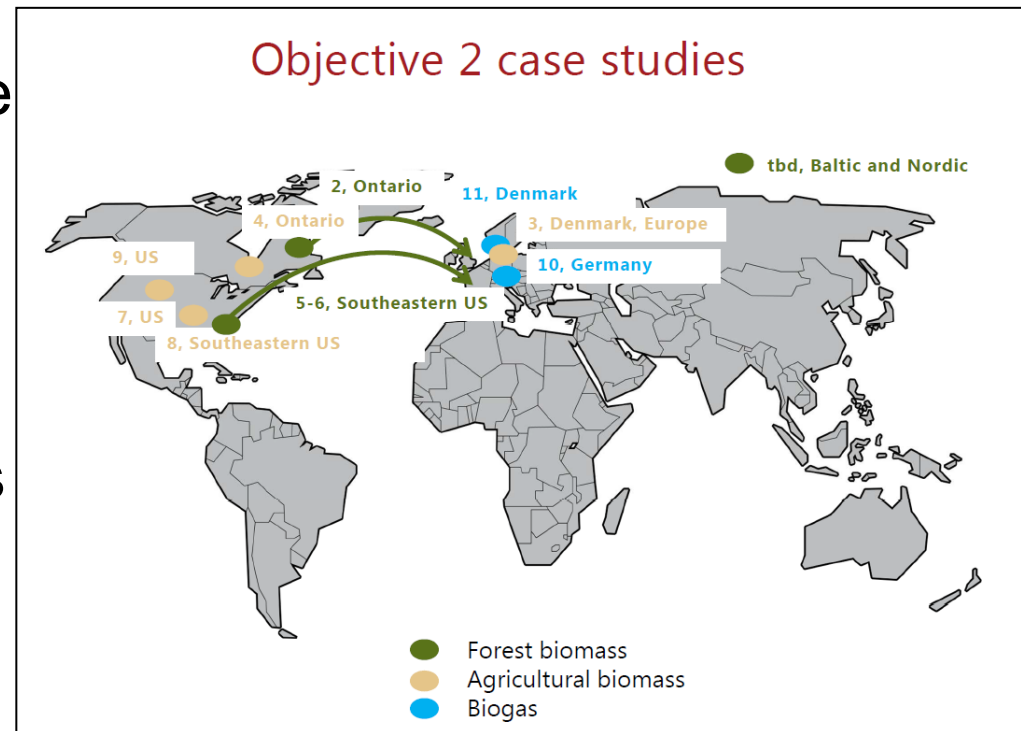 Objective 2 case studies
e
tbd, Baltic and Nordic
2, Ontario
11, Denmark
4, Ontario
3, Denmark, Europe
9, US
10, Germany
5-6, Southeastern US
7, US
8, Southeastern US
s
Forest biomass
Agricultural biomass
Biogas